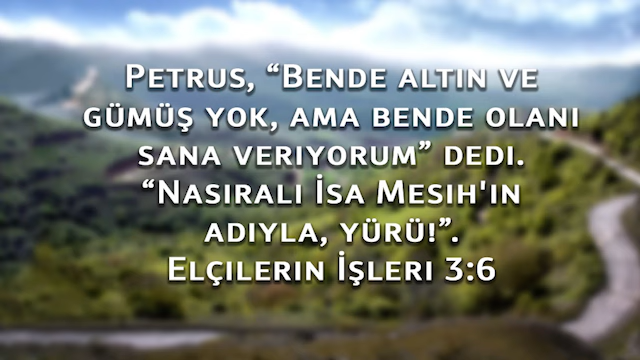 Petrus, “Bende altın ve
gümüş yok, ama bende olanı
sana veriyorum” dedi.
“Nasıralı İsa Mesih'in
adıyla, yürü!”.
Elçilerin İşleri 3:6